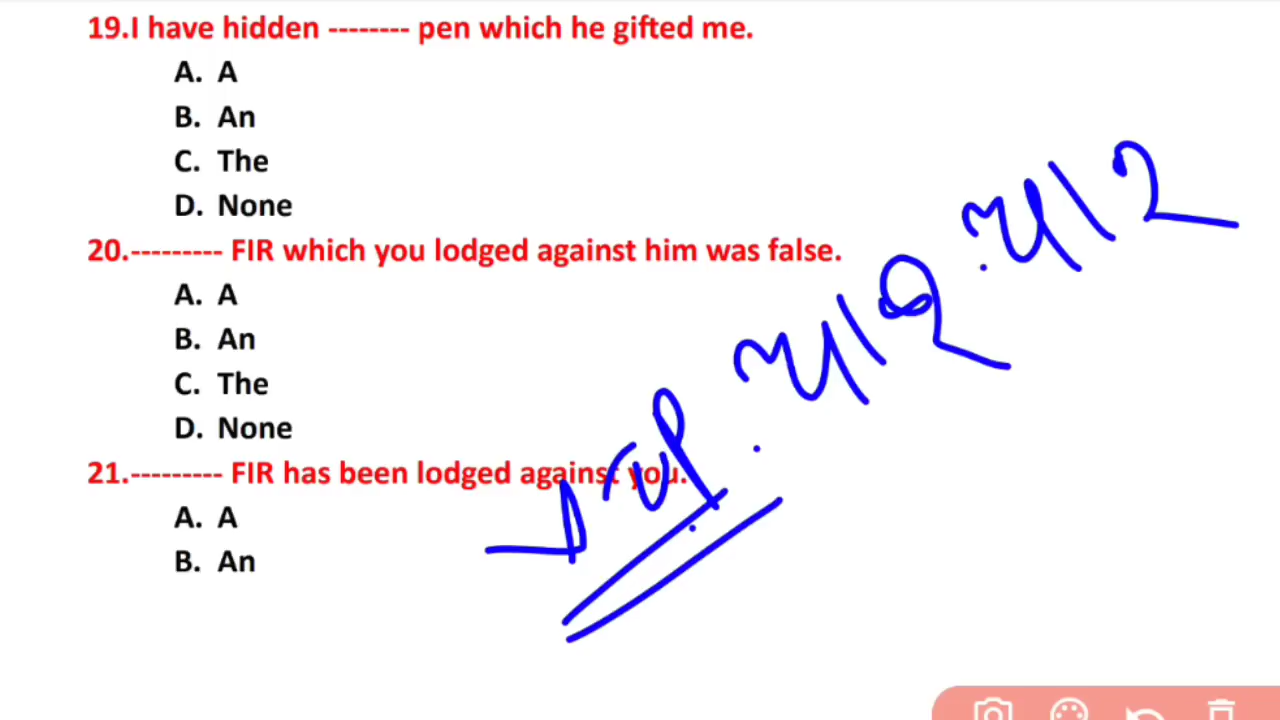 19.I have hidden -------- pen which he gifted me.
A. A
B. An
C. The
D. None
20.--------- FIR which you lodged against him was false.
A. A
B. An
C. The
D. None
21.--------- FIR has been lodged against you.
A. A
B. An